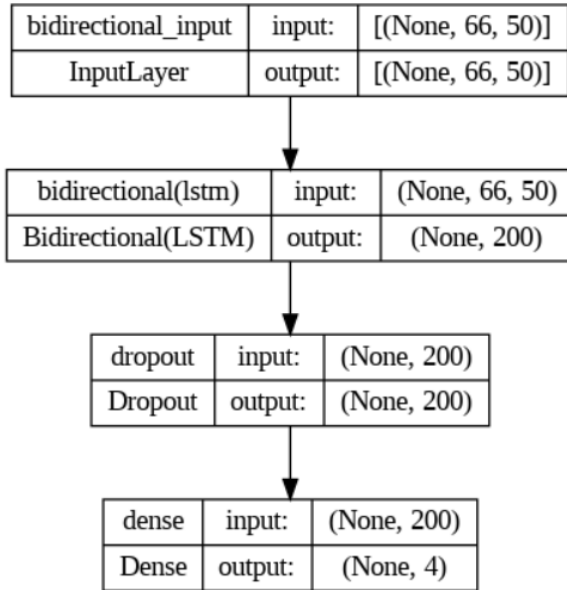 bidirectional_input input: [(None, 66, 50)]
InputLayer output: [(None, 66, 50)]
bidirectional(lstm) input: (None, 66, 50)
Bidirectional(LSTM) output: (None, 200)
dropout input: (None, 200)
Dropout output: (None, 200)
dense input: (None, 200)
Dense output: (None, 4)